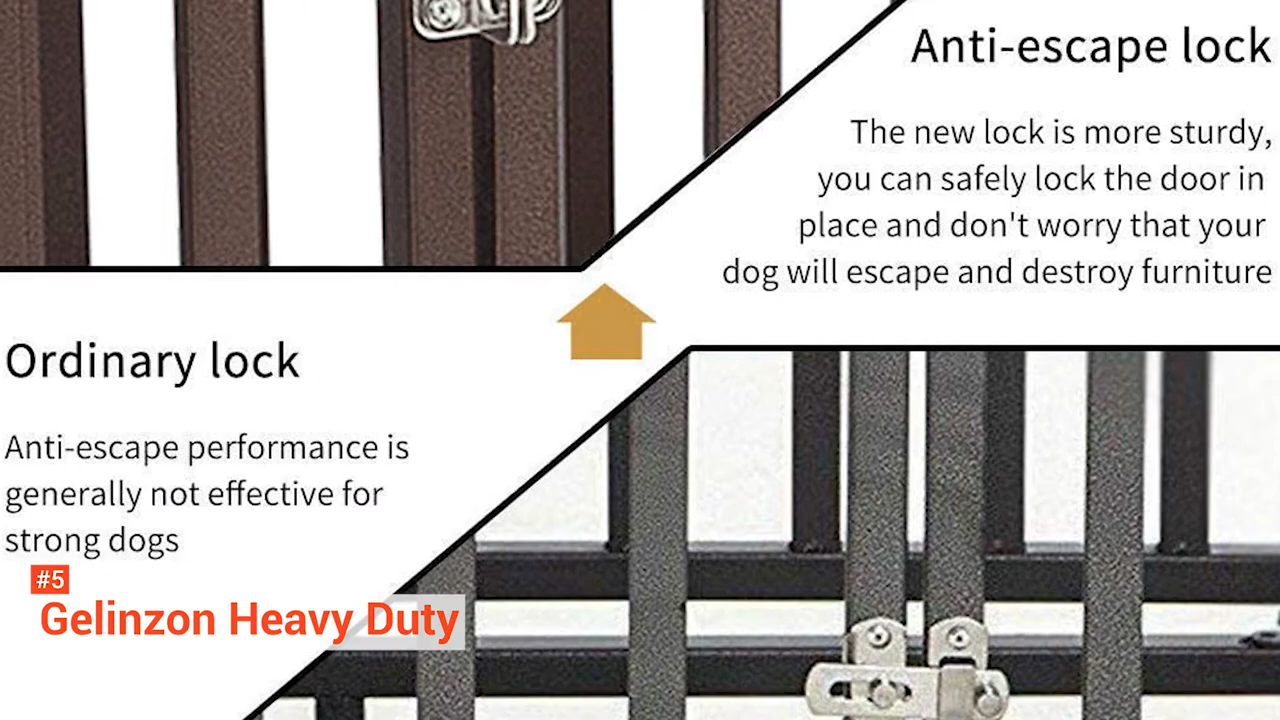 Anti-escape lock
The new lock is more sturdy,
you can safely lock the door in
place and don't worry that your
dog will escape and destroy furniture
Ordinary lock
Anti-escape performance is
generally not effective for
strong dogs
#5
Gelinzon Heavy Duty